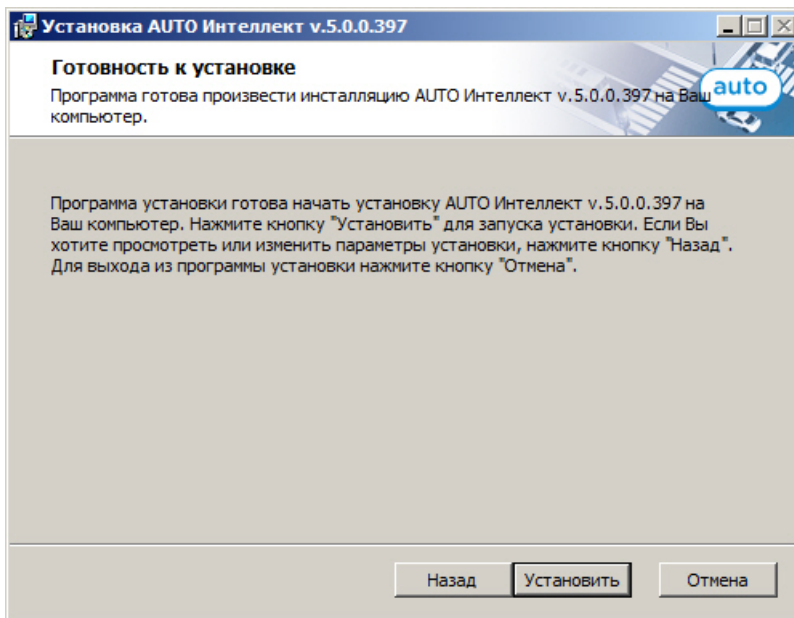 Установка AUTO Интеллект v.5.0.0.397
Готовность к установке
Программа готова произвести инсталляцию AUTO Интеллект v.5.0.0.397 на Ваш
компьютер.
auto
Программа установки готова начать установку AUTO Интеллект v.5.0.0.397 на
Ваш компьютер. Нажмите кнопку "Установить" для запуска установки. Если Вы
хотите просмотреть или изменить параметры установки, нажмите кнопку "Назад".
Для выхода из программы установки нажмите кнопку "Отмена".
Назад
Установить
Отмена